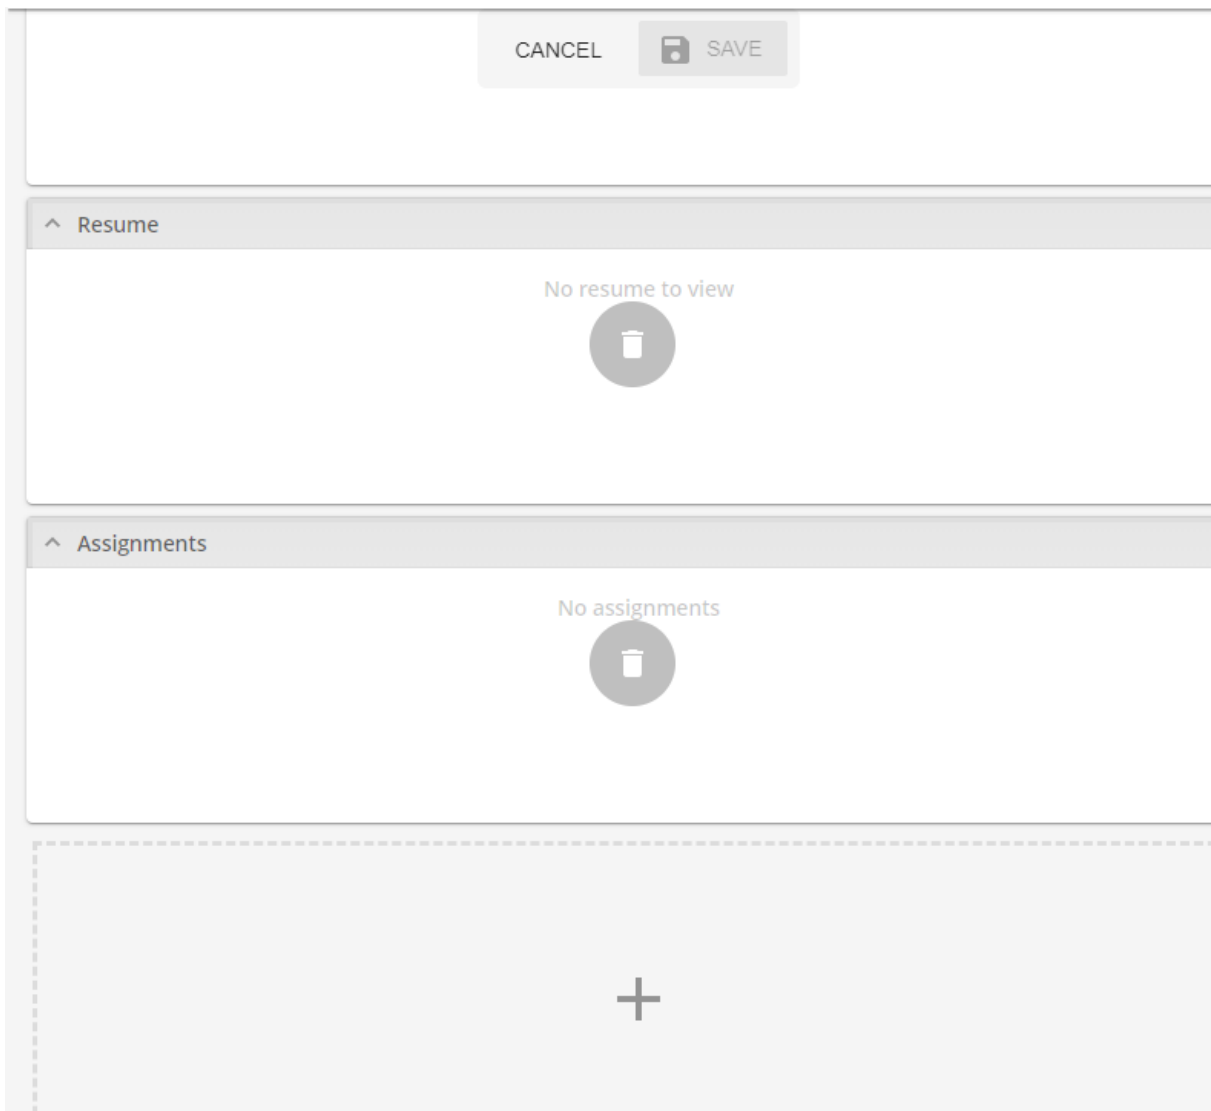 CANCEL SAVE
Resume
No resume to view
Assignments
No assignments